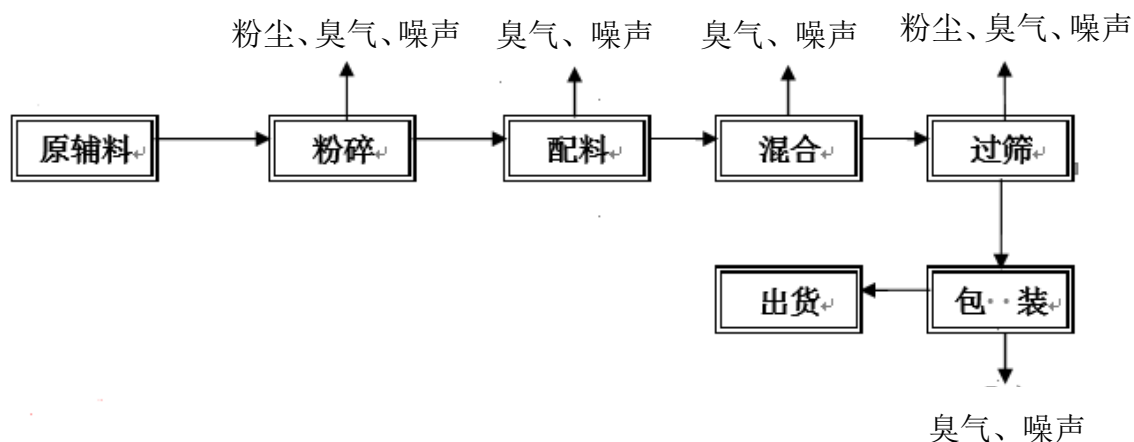 粉尘、臭气、噪声
臭气、噪声
臭气、噪声
粉尘、臭气、噪声
原辅料
粉碎
配料
混合
过筛
出货
包··装
臭气、噪声